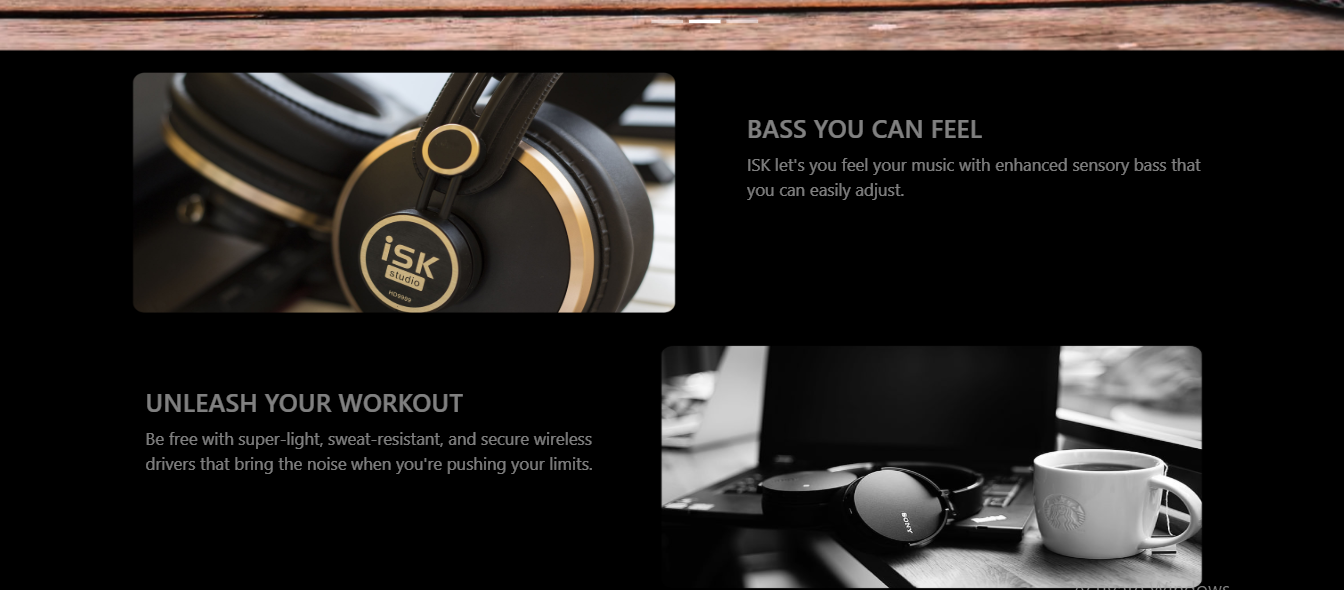 BASS YOU CAN FEEL
ISK let's you feel your music with enhanced sensory bass that
you can easily adjust.
iSK
studio
HD9999
UNLEASH YOUR WORKOUT
Be free with super-light, sweat-resistant, and secure wireless
drivers that bring the noise when you're pushing your limits.
SONY